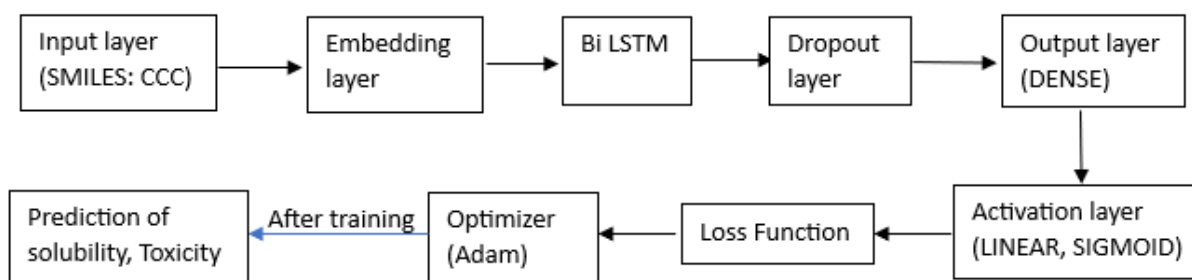 Input layer
(SMILES: CCC)
Embedding
layer
Bi LSTM
Dropout
layer
Output layer
(DENSE)
Activation layer
(LINEAR, SIGMOID)
Loss Function
Optimizer
(Adam)
After training
Prediction of
solubility, Toxicity